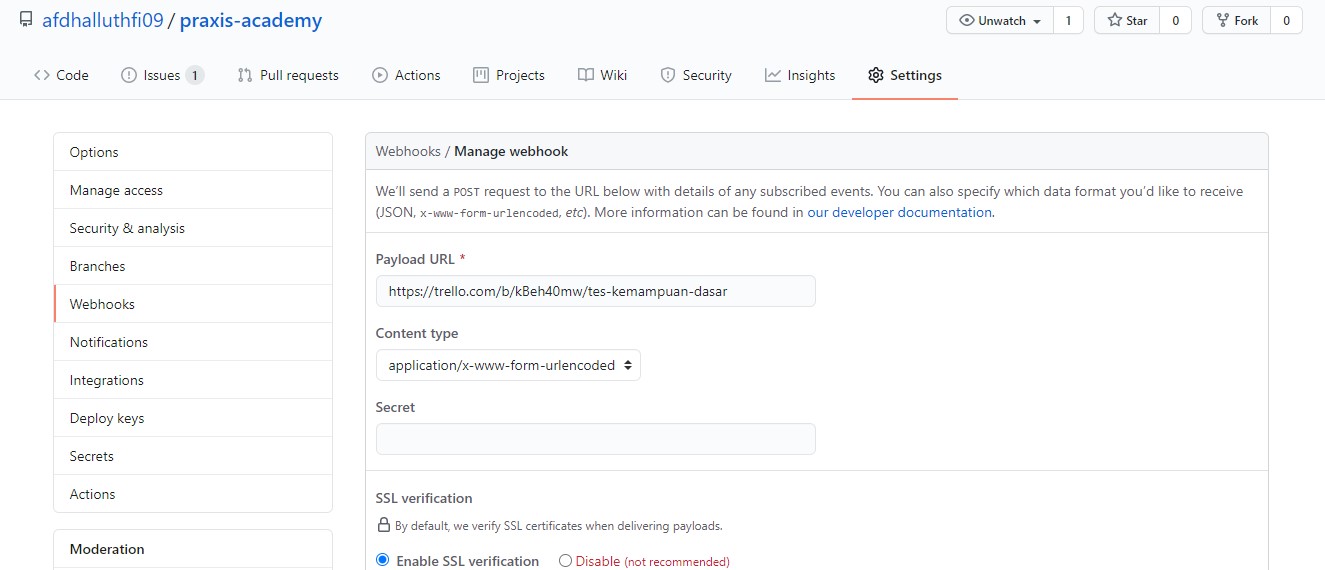 afdhalluthfi09 / praxis-academy
Unwatch 1 Star 0 Fork 0
Code Issues 1 Pull requests Actions Projects Wiki Security Insights Settings
Options
Manage access
Security & analysis
Branches
Webhooks
Notifications
Integrations
Deploy keys
Secrets
Actions
Moderation
Webhooks / Manage webhook
We’ll send a POST request to the URL below with details of any subscribed events. You can also specify which data format you’d like to receive
(JSON, x-www-form-urlencoded, etc). More information can be found in our developer documentation.
Payload URL *
https://trello.com/b/kBeh40mw/tes-kemampuan-dasar
Content type
application/x-www-form-urlencoded
Secret
SSL verification
By default, we verify SSL certificates when delivering payloads.
Enable SSL verification Disable (not recommended)